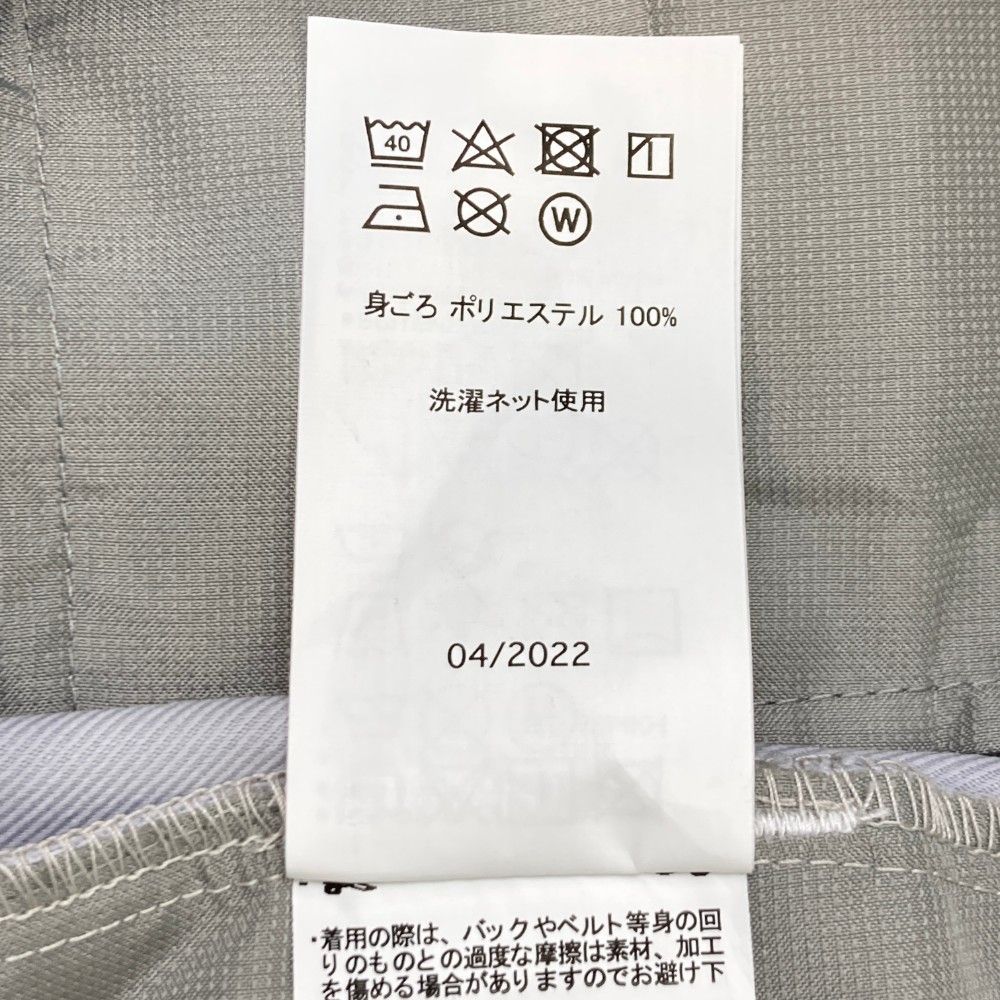 40
W
身ごろ ポリエステル 100%
洗濯ネット使用
04/2022
・着用の際は、バックやベルト等身の回
りのものとの過度な摩擦は素材、加工
を傷める場合がありますのでお避け下